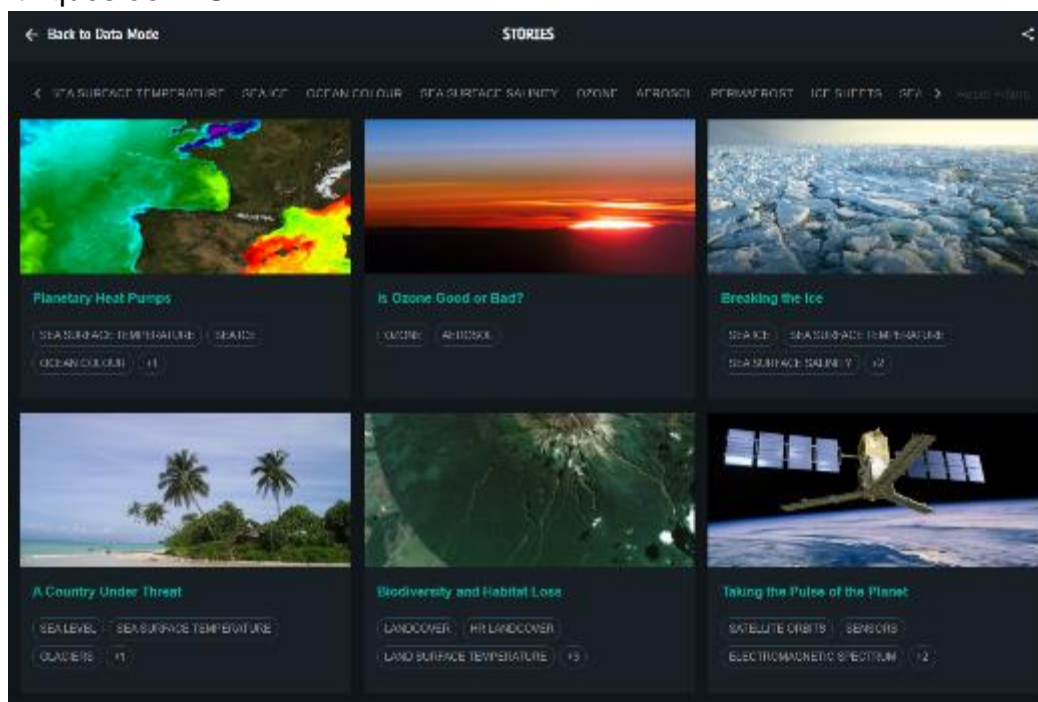 ← Back to Data Mode
STORIES
SEA SURFACE TEMPERATURE SEA ICE OCEAN COLOUR SEA SURFACE SALINITY OZONE AEROSOL PERMAFROST ICE SHEETS SEA
Planetary Heat Pumps
SEA SURFACE TEMPERATURE SEA ICE
OCEAN COLOUR +1
Is Ozone Good or Bad?
OZONE AEROSOL
Breaking the Ice
SEA ICE SEA SURFACE TEMPERATURE
SEA SURFACE SALINITY +2
A Country Under Threat
SEA LEVEL SEA SURFACE TEMPERATURE
GLACIERS +1
Biodiversity and Habitat Loss
LANDCOVER HR LANDCOVER
LAND SURFACE TEMPERATURE +3
Taking the Pulse of the Planet
SATELLITE ORBITS SENSORS
ELECTROMAGNETIC SPECTRUM +2